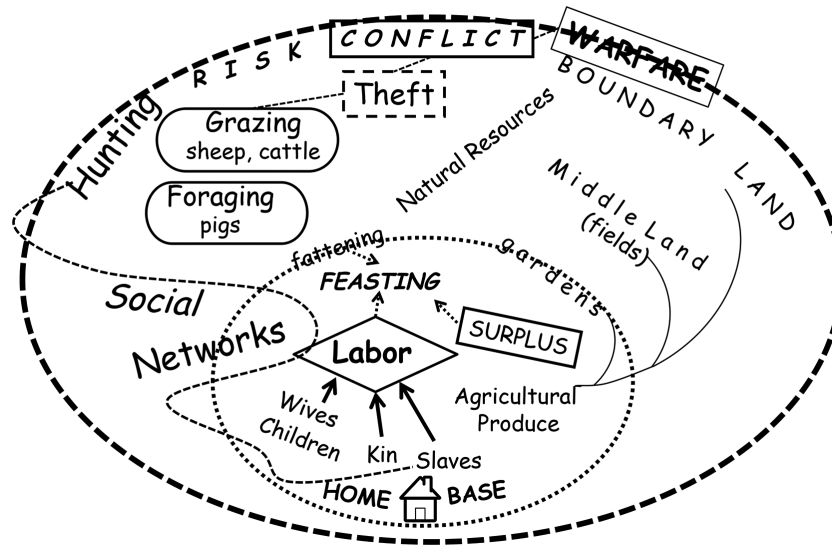 RISK
CONFLICT
WARFARE
BOUNDARY LAND
Theft
Hunting
Grazing
sheep, cattle
Foraging
pigs
Natural Resources
Middle Land
(fields)
gardens
fattening
FEASTING
Social
Networks
Labor
SURPLUS
Agricultural
Produce
Wives
Children
Kin
Slaves
HOME BASE